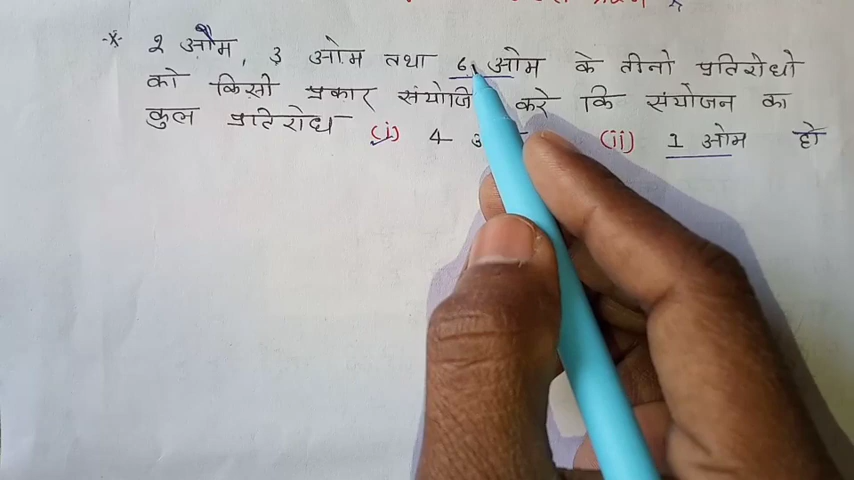 -*- 2 ओम, 3 ओम तथा 6 ओम के तीनो प्रतिरोधो
को किसी प्रकार संयोजि करे कि संयोजन का
कुल प्रतिरोध (i) 4 (ii) 1 ओम हो